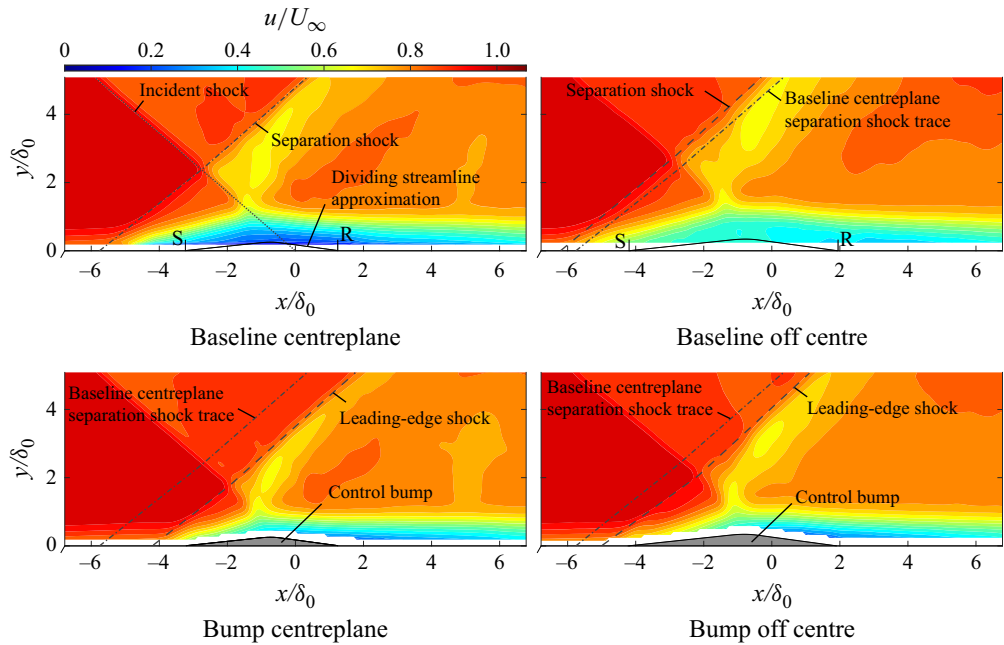 u/U∞
0 0.2 0.4 0.6 0.8 1.0
Incident shock
Separation shock
Dividing streamline
approximation
S
R
y/δ0
4
2
0
−6 −4 −2 0 2 4 6
x/δ0
Baseline centreplane
Separation shock
Baseline centreplane
separation shock trace
S
R
4
2
0
−6 −4 −2 0 2 4 6
x/δ0
Baseline off centre
Baseline centreplane
separation shock trace
Leading-edge shock
Control bump
y/δ0
4
2
0
−6 −4 −2 0 2 4 6
x/δ0
Bump centreplane
Baseline centreplane
separation shock trace
Leading-edge shock
Control bump
4
2
0
−6 −4 −2 0 2 4 6
x/δ0
Bump off centre